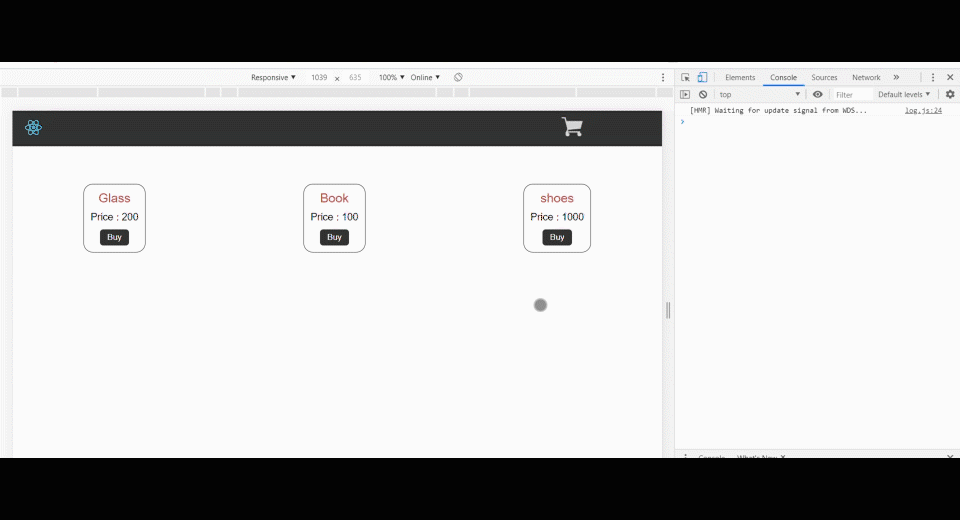 Responsive ▼ 1039 × 635 100% ▼ Online ▼
Elements Console Sources Network »
top ▼ Filter Default levels ▼
[HMR] Waiting for update signal from WDS... log.js:24
Glass
Price : 200
Buy
Book
Price : 100
Buy
shoes
Price : 1000
Buy
Console What's New ×